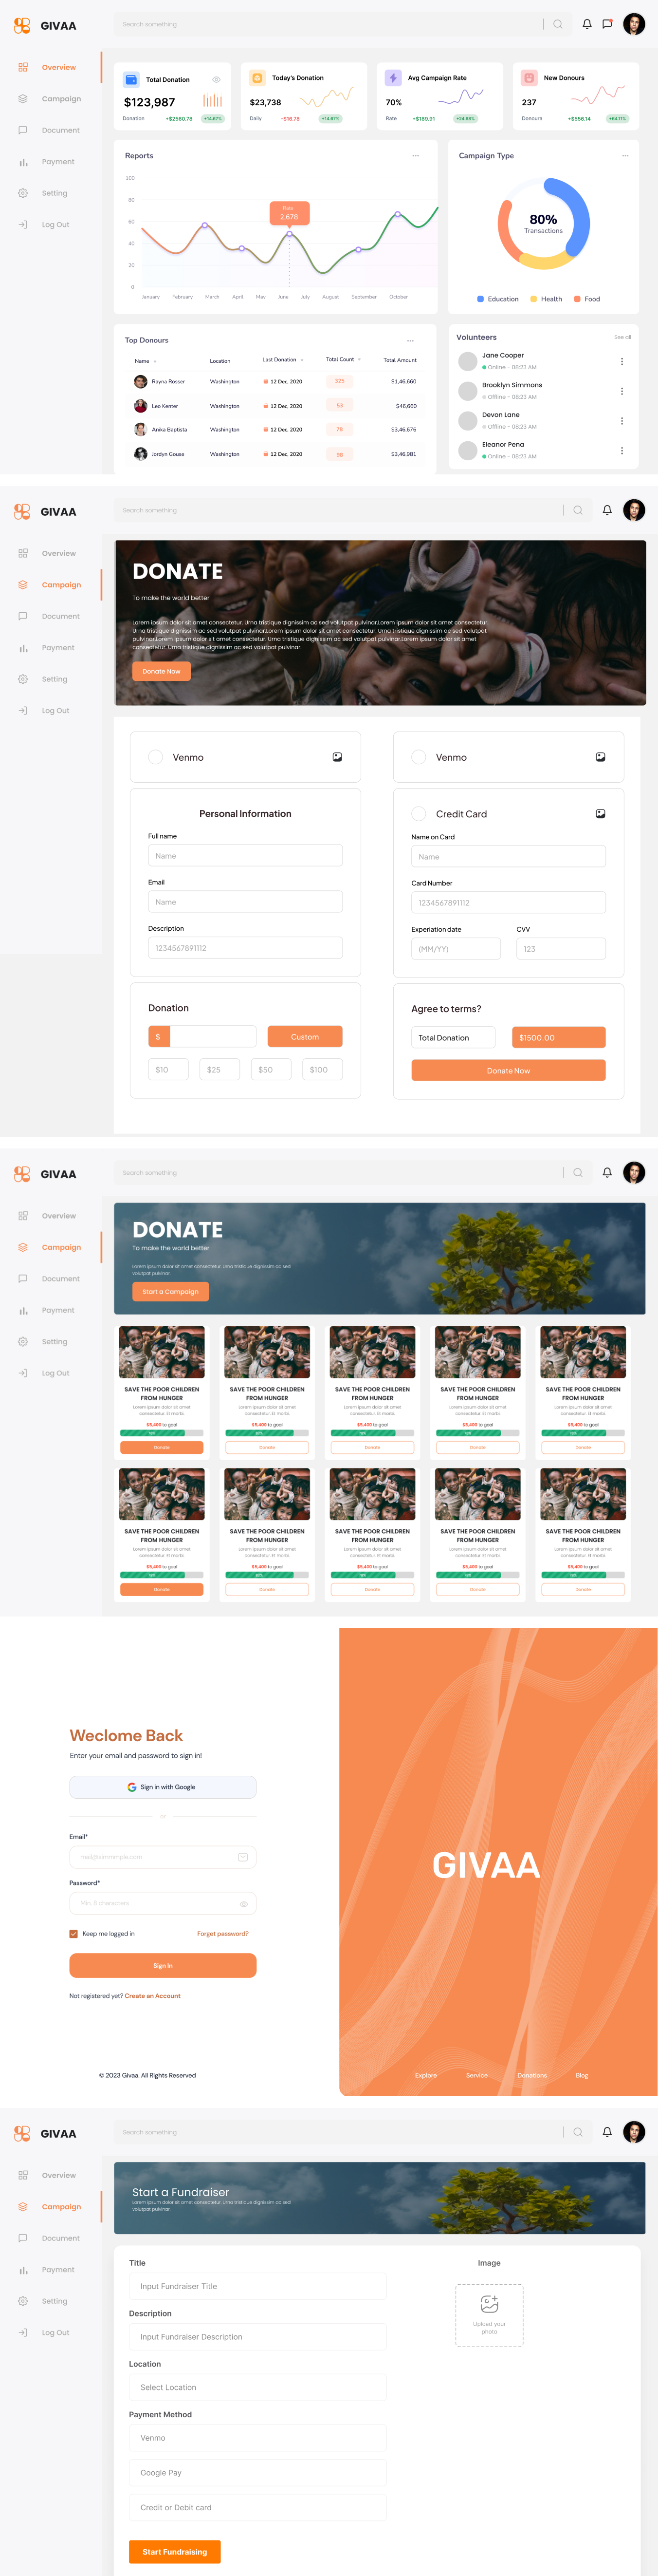 GIVAA
Search something
Overview
Campaign
Document
Payment
Setting
Log Out
Total Donation
$123,987
Donation +$2560.78 +14.67%
Today's Donation
$23,738
Daily -$16.78 +14.67%
Avg Campaign Rate
70%
Rate +$189.91 +24.66%
New Donours
237
Donours +$556.14 +64.11%
Reports
100
80
60
40
20
0
2,678
January February March April May June July August September October
Campaign Type
80%
Transactions
Education Health Food
Top Donours
Name Location Last Donation Total Count Total Amount
Rayna Rosser Washington 12 Dec, 2020 325 $1,46,660
Leo Kenter Washington 12 Dec, 2020 53 $46,660
Anika Baptista Washington 12 Dec, 2020 78 $3,46,676
Jordyn Gouse Washington 12 Dec, 2020 98 $3,46,981
Volunteers See all
Jane Cooper
Online - 08:23 AM
Brooklyn Simmons
Offline - 08:23 AM
Devon Lane
Offline - 08:23 AM
Eleanor Pena
Online - 08:23 AM
GIVAA
Search something
Overview
Campaign
Document
Payment
Setting
Log Out
DONATE
To make the world better
Lorem ipsum dolor sit amet consectetur. Urna tristique dignissim ac sed volutpat pulvinar.Lorem ipsum dolor sit amet consectetur.
Urna tristique dignissim ac sed volutpat pulvinar.Lorem ipsum dolor sit amet consectetur. Urna tristique dignissim ac sed volutpat
pulvinar.Lorem ipsum dolor sit amet consectetur. Urna tristique dignissim ac sed volutpat pulvinar.Lorem ipsum dolor sit amet
consectetur. Urna tristique dignissim ac sed volutpat pulvinar.
Donate Now
Venmo
Personal Information
Full name
Name
Email
Name
Description
1234567891112
Donation
$
Custom
$10 $25 $50 $100
Venmo
Credit Card
Name on Card
Name
Card Number
1234567891112
Experiation date CVV
(MM/YY) 123
Agree to terms?
Total Donation $1500.00
Donate Now
GIVAA
Search something
Overview
Campaign
Document
Payment
Setting
Log Out
DONATE
To make the world better
Lorem ipsum dolor sit amet consectetur. Urna tristique dignissim ac sed
volutpat pulvinar.
Start a Campaign
SAVE THE POOR CHILDREN SAVE THE POOR CHILDREN SAVE THE POOR CHILDREN SAVE THE POOR CHILDREN SAVE THE POOR CHILDREN
FROM HUNGER FROM HUNGER FROM HUNGER FROM HUNGER FROM HUNGER
Lorem ipsum dolor sit amet Lorem ipsum dolor sit amet Lorem ipsum dolor sit amet Lorem ipsum dolor sit amet Lorem ipsum dolor sit amet
consectetur. Et morbi consectetur. Et morbi consectetur. Et morbi consectetur. Et morbi consectetur. Et morbi
$5,400 to goal $5,400 to goal $5,400 to goal $5,400 to goal $5,400 to goal
Donate Donate Donate Donate Donate
SAVE THE POOR CHILDREN SAVE THE POOR CHILDREN SAVE THE POOR CHILDREN SAVE THE POOR CHILDREN SAVE THE POOR CHILDREN
FROM HUNGER FROM HUNGER FROM HUNGER FROM HUNGER FROM HUNGER
Lorem ipsum dolor sit amet Lorem ipsum dolor sit amet Lorem ipsum dolor sit amet Lorem ipsum dolor sit amet Lorem ipsum dolor sit amet
consectetur. Et morbi consectetur. Et morbi consectetur. Et morbi consectetur. Et morbi consectetur. Et morbi
$5,400 to goal $5,400 to goal $5,400 to goal $5,400 to goal $5,400 to goal
Donate Donate Donate Donate Donate
Weclome Back
Enter your email and password to sign in!
Sign in with Google
or
Email*
Password*
Min. 8 characters
Keep me logged in Forget password?
Sign In
Not registered yet? Create an Account
© 2023 Givaa. All Rights Reserved
GIVAA
Explore Service Donations Blog
GIVAA
Search something
Overview
Campaign
Document
Payment
Setting
Log Out
Start a Fundraiser
Lorem ipsum dolor sit amet consectetur. Urna tristique dignissim ac sed
volutpat pulvinar.
Title
Input Fundraiser Title
Description
Input Fundraiser Description
Location
Select Location
Payment Method
Venmo
Google Pay
Credit or Debit card
Start Fundraising
Image
Upload your
photo